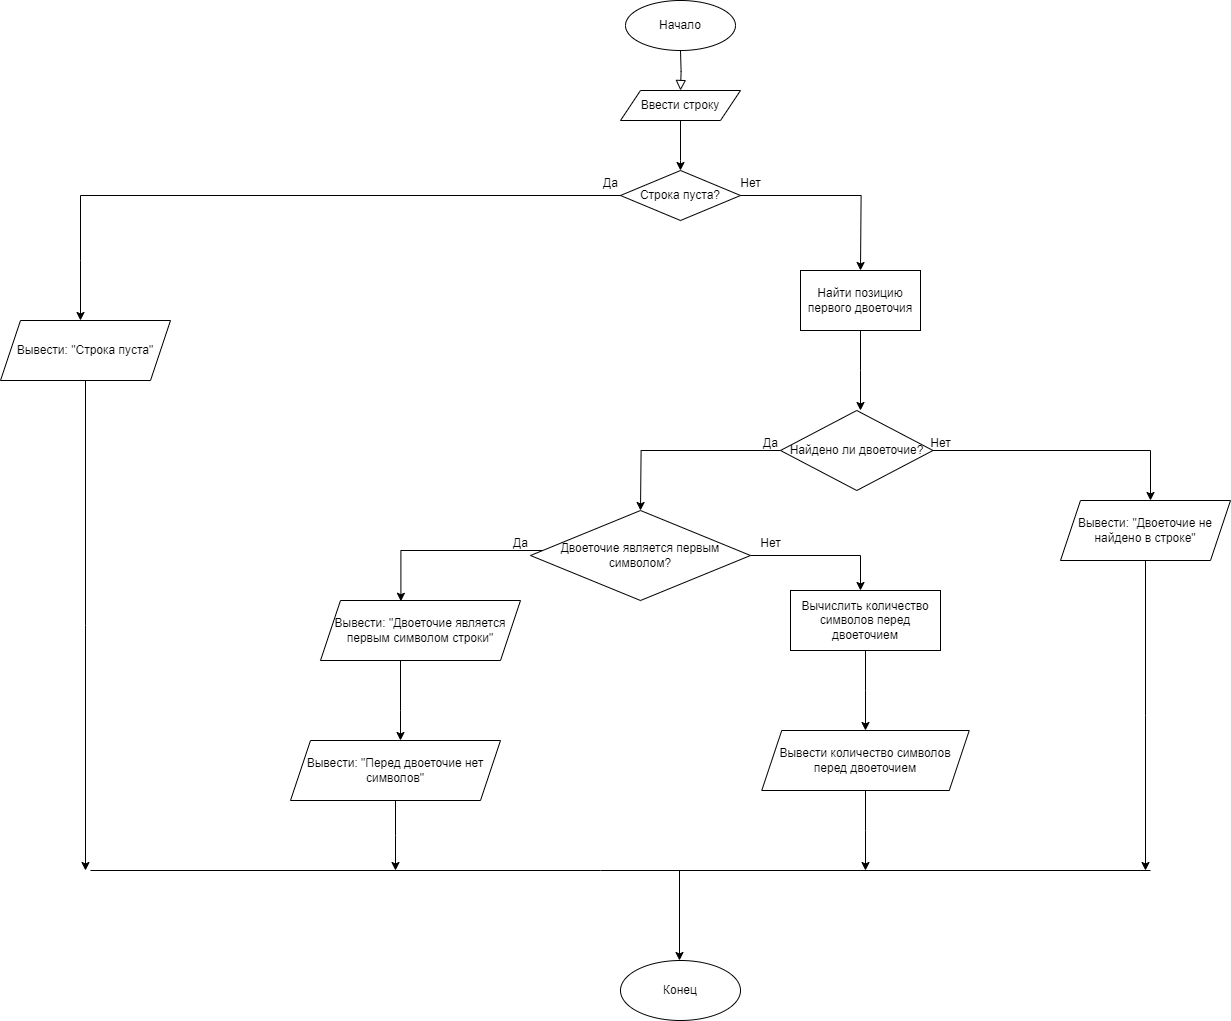 Начало
Ввести строку
Да
Нет
Строка пуста?
Найти позицию
первого двоеточия
Вывести: "Строка пуста"
Да
Найдено ли двоеточие?
Нет
Вывести: "Двоеточие не
найдено в строке"
Да
Двоеточие является первым
символом?
Нет
Вывести: "Двоеточие является
первым символом строки"
Вычислить количество
символов перед
двоеточием
Вывести: "Перед двоеточие нет
символов"
Вывести количество символов
перед двоеточием
Конец